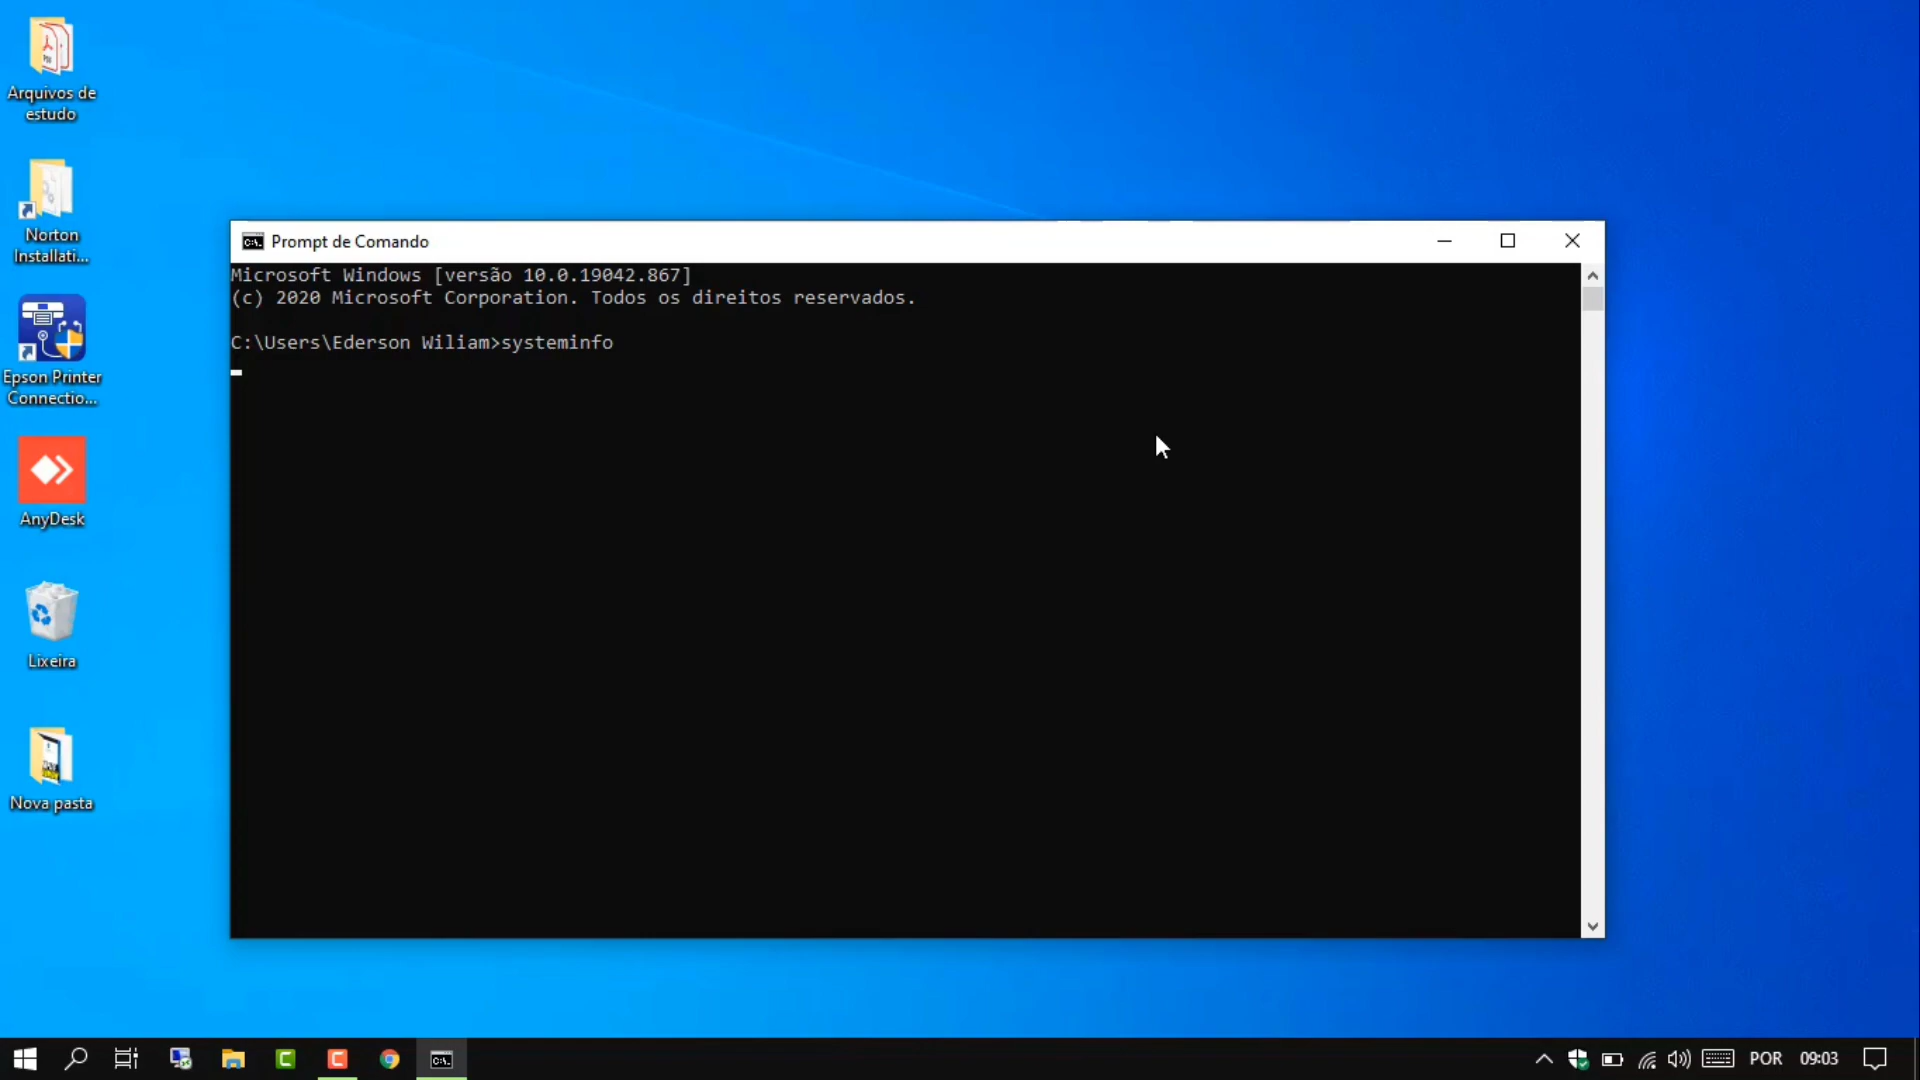 Arquivos de
estudo
Norton
Installati...
Epson Printer
Connectio...
AnyDesk
Lixeira
Nova pasta
Prompt de Comando
Microsoft Windows [versão 10.0.19042.867]
(c) 2020 Microsoft Corporation. Todos os direitos reservados.
C:\Users\Ederson Wiliam>systeminfo
POR
09:03